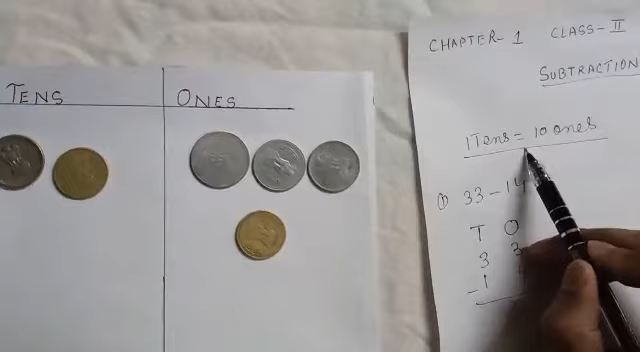 TENS
ONES
CHAPTER- 1 CLASS-II
SUBTRACTION
1Tens = 10 ones
① 33-14
T O
3 3
- 1